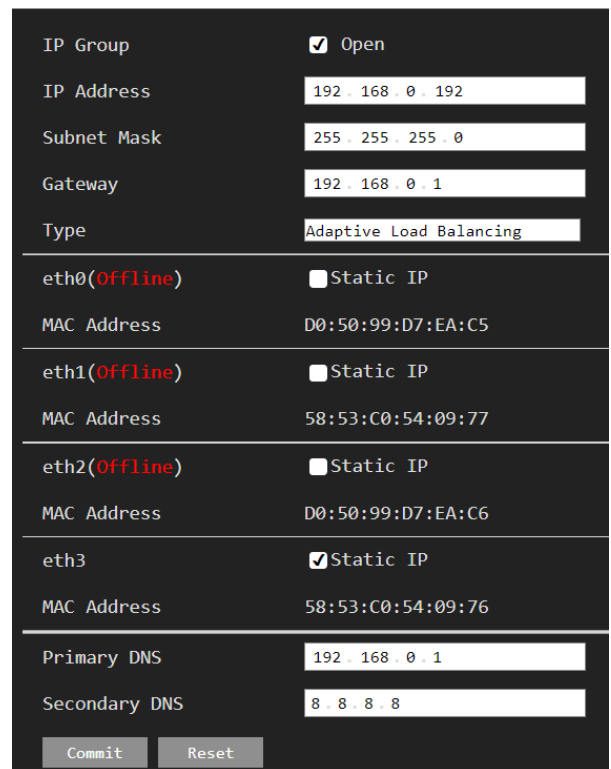 IP Group Open
IP Address 192 . 168 . 0 . 192
Subnet Mask 255 . 255 . 255 . 0
Gateway 192 . 168 . 0 . 1
Type Adaptive Load Balancing
eth0(Offline) Static IP
MAC Address D0:50:99:D7:EA:C5
eth1(Offline) Static IP
MAC Address 58:53:C0:54:09:77
eth2(Offline) Static IP
MAC Address D0:50:99:D7:EA:C6
eth3 Static IP
MAC Address 58:53:C0:54:09:76
Primary DNS 192 . 168 . 0 . 1
Secondary DNS 8 . 8 . 8 . 8
Commit Reset